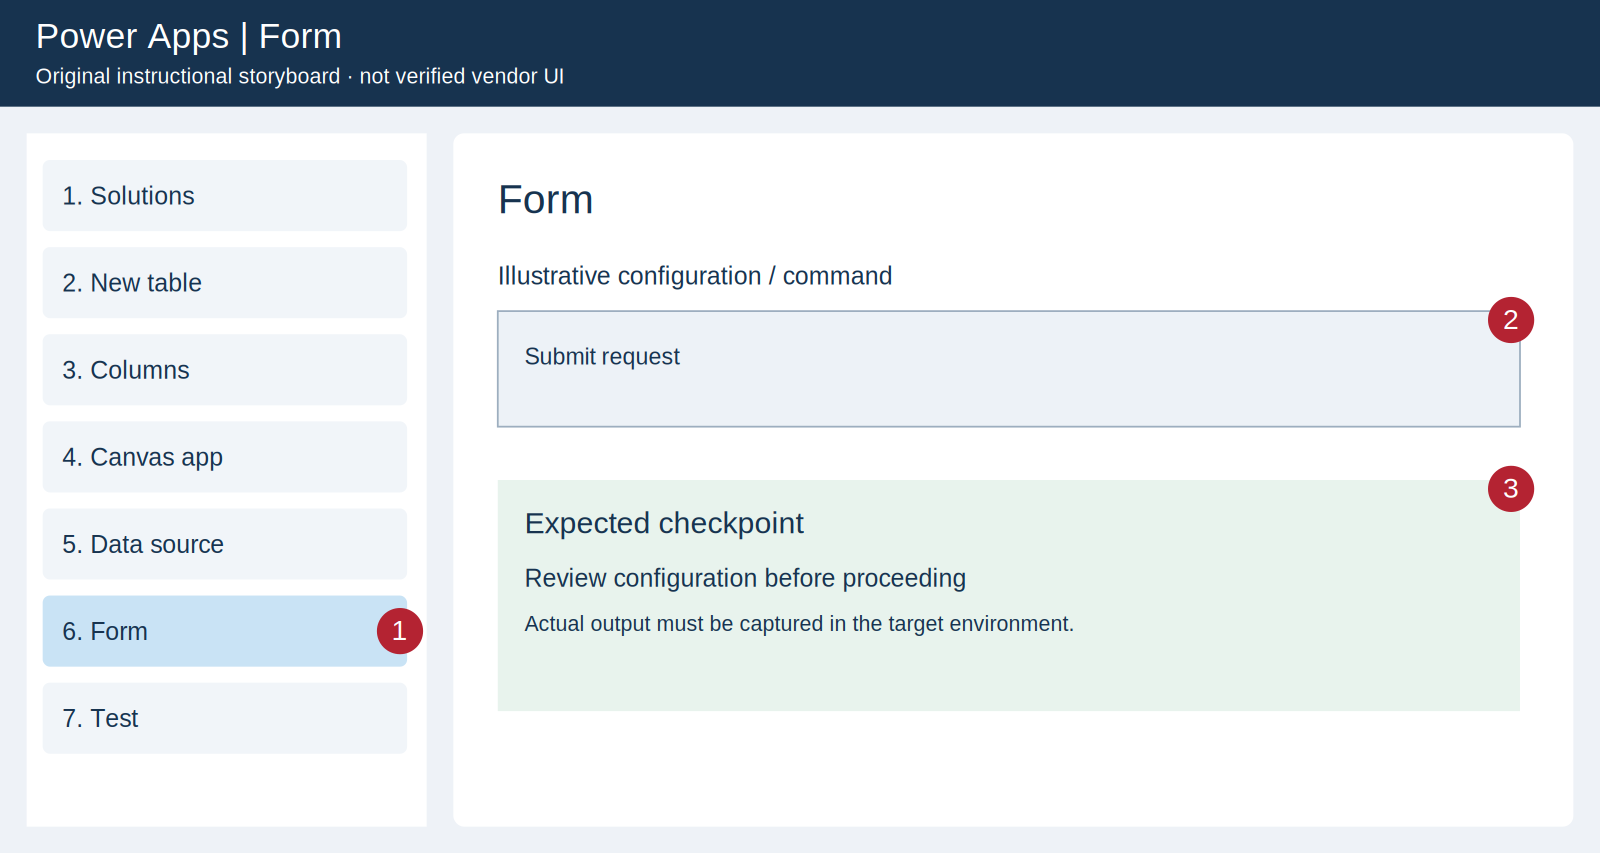 Power Apps | Form
Original instructional storyboard · not verified vendor UI
1. Solutions
2. New table
3. Columns
4. Canvas app
5. Data source
6. Form
1
7. Test
Form
Illustrative configuration / command
2
Submit request
3
Expected checkpoint
Review configuration before proceeding
Actual output must be captured in the target environment.